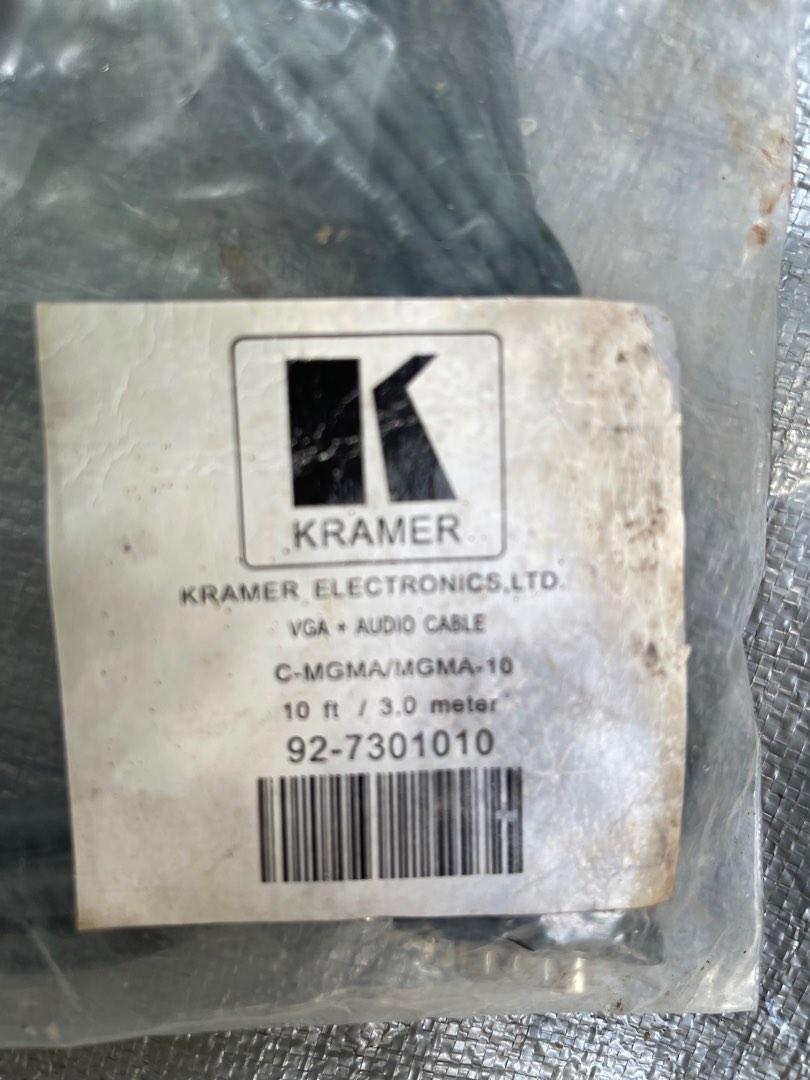 KRAMER
KRAMER ELECTRONICS, LTD.
VGA + AUDIO CABLE
C-MGMA/MGMA-10
10 ft / 3.0 meter
92-7301010